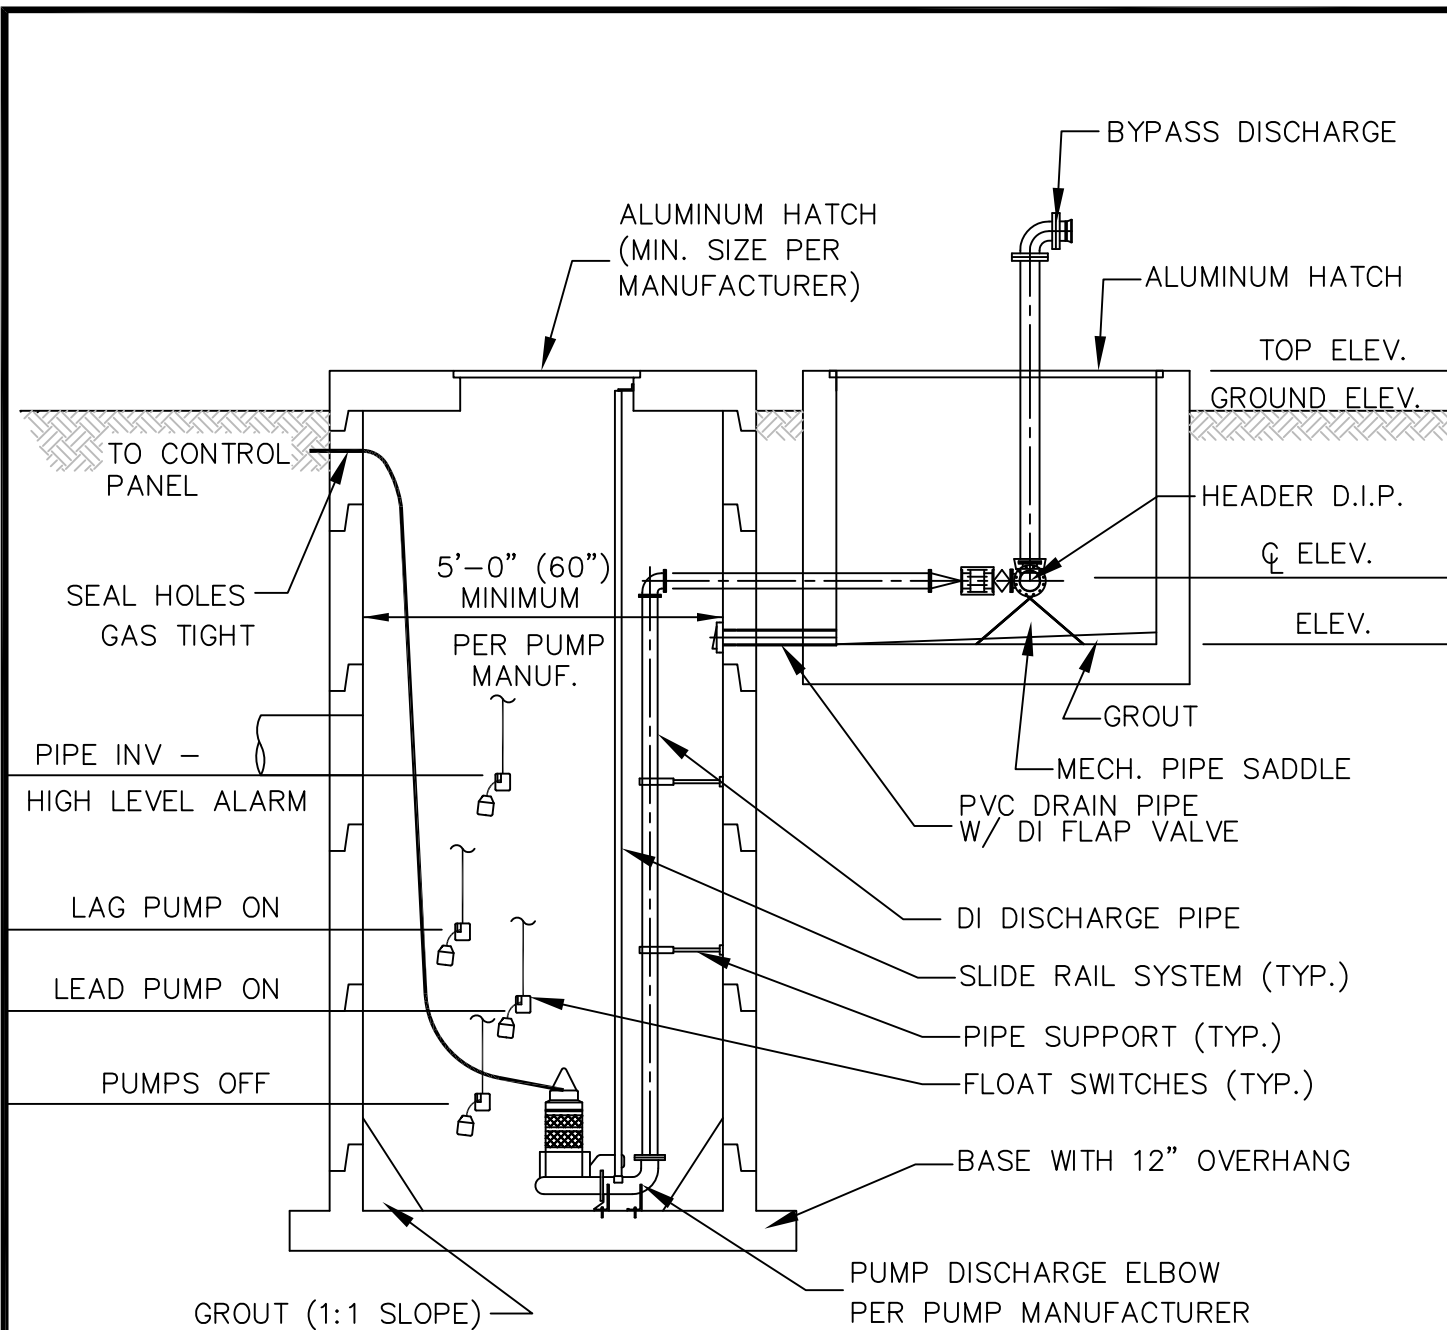 BYPASS DISCHARGE
ALUMINUM HATCH
(MIN. SIZE PER
MANUFACTURER)
ALUMINUM HATCH
TOP ELEV.
GROUND ELEV.
TO CONTROL
PANEL
HEADER D.I.P.
℄ ELEV.
5'-0" (60")
MINIMUM
PER PUMP
MANUF.
SEAL HOLES
GAS TIGHT
ELEV.
GROUT
PIPE INV –
HIGH LEVEL ALARM
MECH. PIPE SADDLE
PVC DRAIN PIPE
W/ DI FLAP VALVE
LAG PUMP ON
DI DISCHARGE PIPE
LEAD PUMP ON
SLIDE RAIL SYSTEM (TYP.)
PIPE SUPPORT (TYP.)
PUMPS OFF
FLOAT SWITCHES (TYP.)
BASE WITH 12" OVERHANG
PUMP DISCHARGE ELBOW
PER PUMP MANUFACTURER
GROUT (1:1 SLOPE)